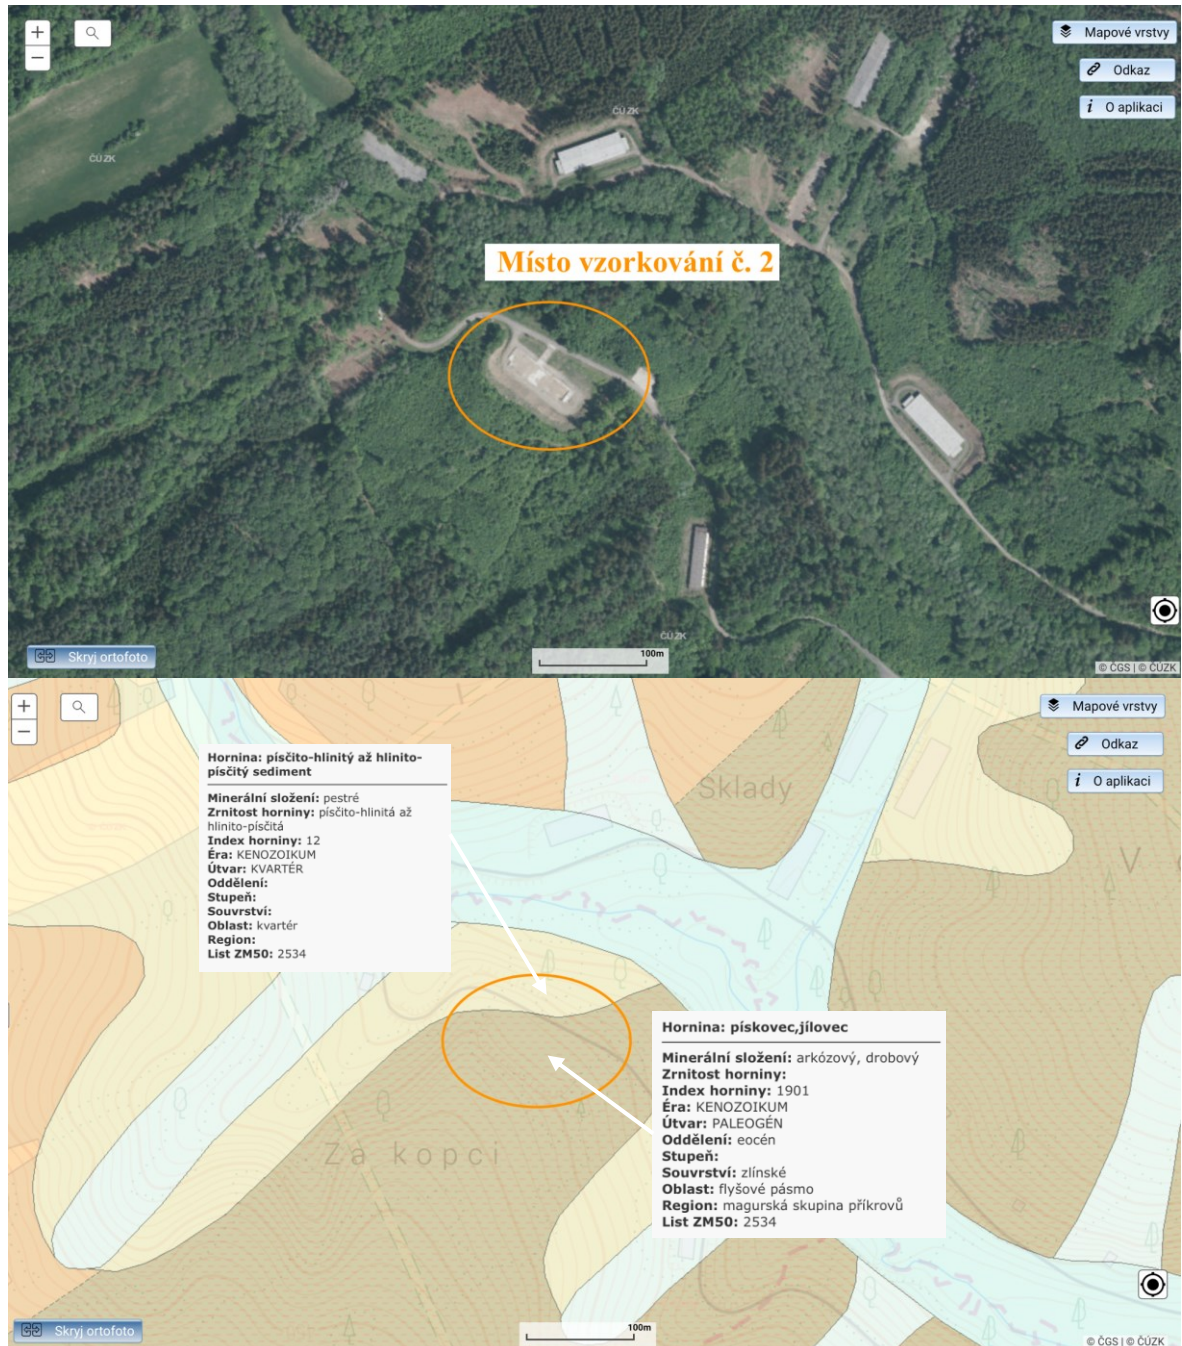 +
−
Mapové vrstvy
Odkaz
i O aplikaci
ČÚZK
ČÚZK
Místo vzorkování č. 2
ČÚZK
Skryj ortofoto
100m
© ČGS | © ČÚZK
+
−
Mapové vrstvy
Odkaz
i O aplikaci
Hornina: písčito-hlinitý až hlinito-
písčitý sediment
Minerální složení: pestré
Zrnitost horniny: písčito-hlinitá až
hlinito-písčitá
Index horniny: 12
Éra: KENOZOIKUM
Útvar: KVARTÉR
Oddělení:
Stupeň:
Souvrství:
Oblast: kvartér
Region:
List ZM50: 2534
Sklady
V
Za kopci
Hornina: pískovec,jílovec
Minerální složení: arkózový, drobový
Zrnitost horniny:
Index horniny: 1901
Éra: KENOZOIKUM
Útvar: PALEOGÉN
Oddělení: eocén
Stupeň:
Souvrství: zlínské
Oblast: flyšové pásmo
Region: magurská skupina příkrovů
List ZM50: 2534
Skryj ortofoto
100m
© ČGS | © ČÚZK